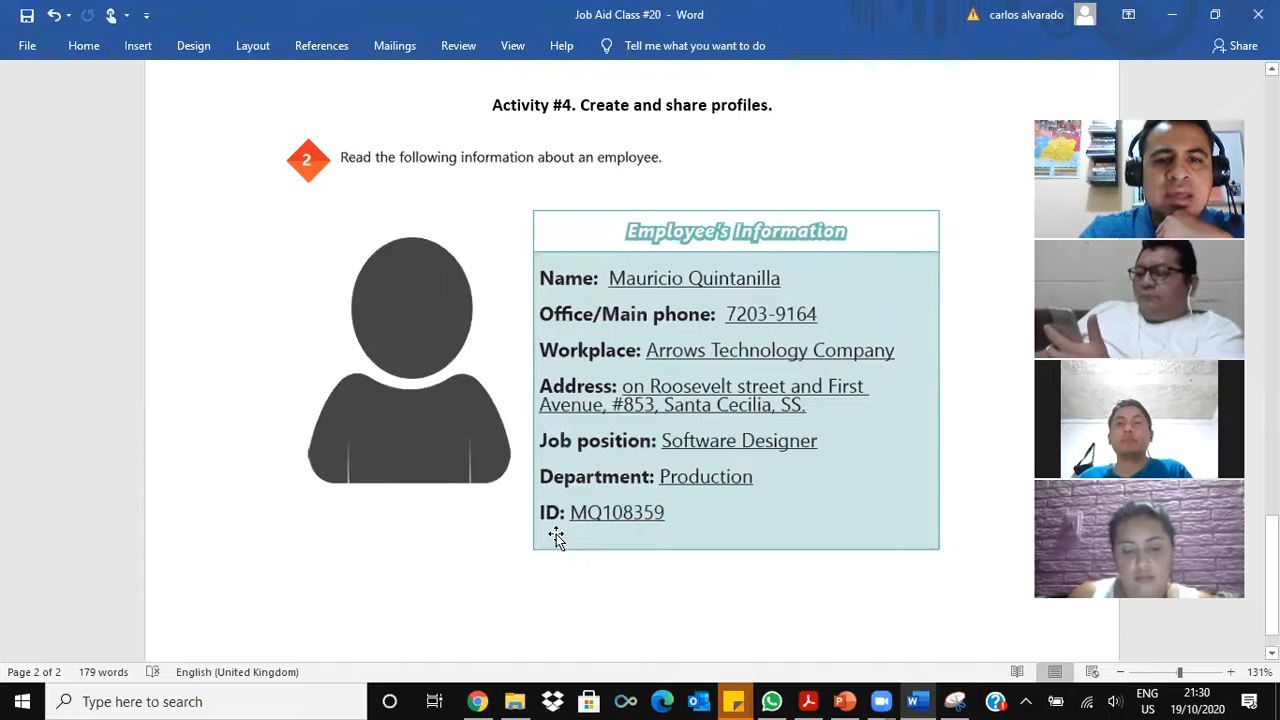 Job Aid Class #20 - Word
carlos alvarado
File Home Insert Design Layout References Mailings Review View Help Tell me what you want to do Share
Activity #4. Create and share profiles.
2 Read the following information about an employee.
Employee's Information
Name: Mauricio Quintanilla
Office/Main phone: 7203-9164
Workplace: Arrows Technology Company
Address: on Roosevelt street and First
Avenue, #853, Santa Cecilia, SS.
Job position: Software Designer
Department: Production
ID: MQ108359
Page 2 of 2 179 words English (United Kingdom) 131%
Type here to search
ENG 21:30
US 19/10/2020